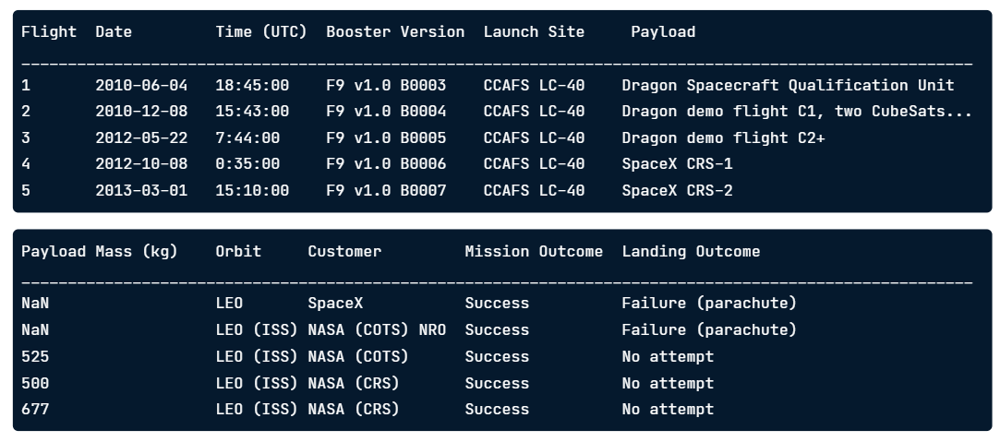 Flight Date Time (UTC) Booster Version Launch Site Payload
1 2010-06-04 18:45:00 F9 v1.0 B0003 CCAFS LC-40 Dragon Spacecraft Qualification Unit
2 2010-12-08 15:43:00 F9 v1.0 B0004 CCAFS LC-40 Dragon demo flight C1, two CubeSats...
3 2012-05-22 7:44:00 F9 v1.0 B0005 CCAFS LC-40 Dragon demo flight C2+
4 2012-10-08 0:35:00 F9 v1.0 B0006 CCAFS LC-40 SpaceX CRS-1
5 2013-03-01 15:10:00 F9 v1.0 B0007 CCAFS LC-40 SpaceX CRS-2
Payload Mass (kg) Orbit Customer Mission Outcome Landing Outcome
NaN LEO SpaceX Success Failure (parachute)
NaN LEO (ISS) NASA (COTS) NRO Success Failure (parachute)
525 LEO (ISS) NASA (COTS) Success No attempt
500 LEO (ISS) NASA (CRS) Success No attempt
677 LEO (ISS) NASA (CRS) Success No attempt